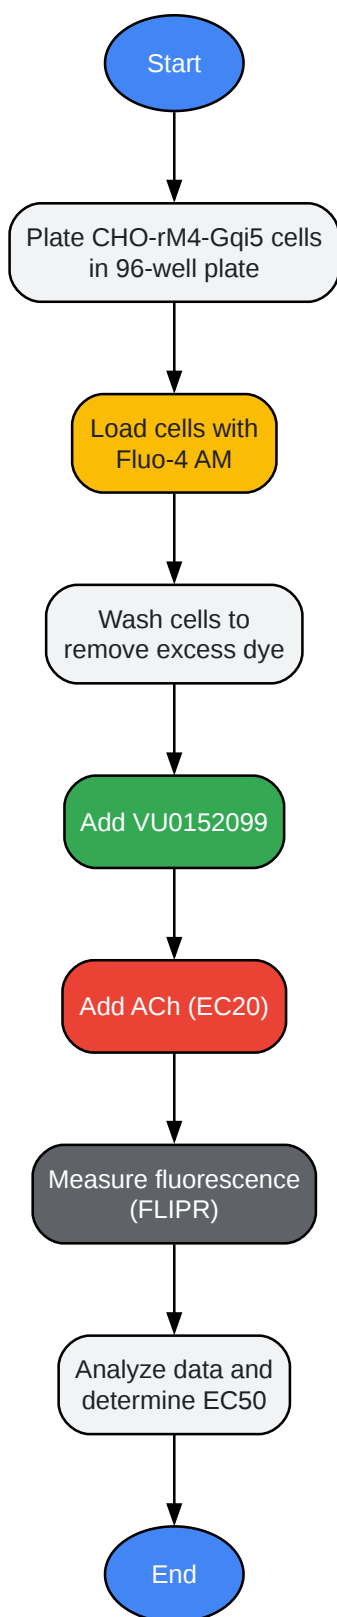 Start
Plate CHO-rM4-Gqi5 cells
in 96-well plate
Load cells with
Fluo-4 AM
Wash cells to
remove excess dye
Add VU0152099
Add ACh (EC20)
Measure fluorescence
(FLIPR)
Analyze data and
determine EC50
End